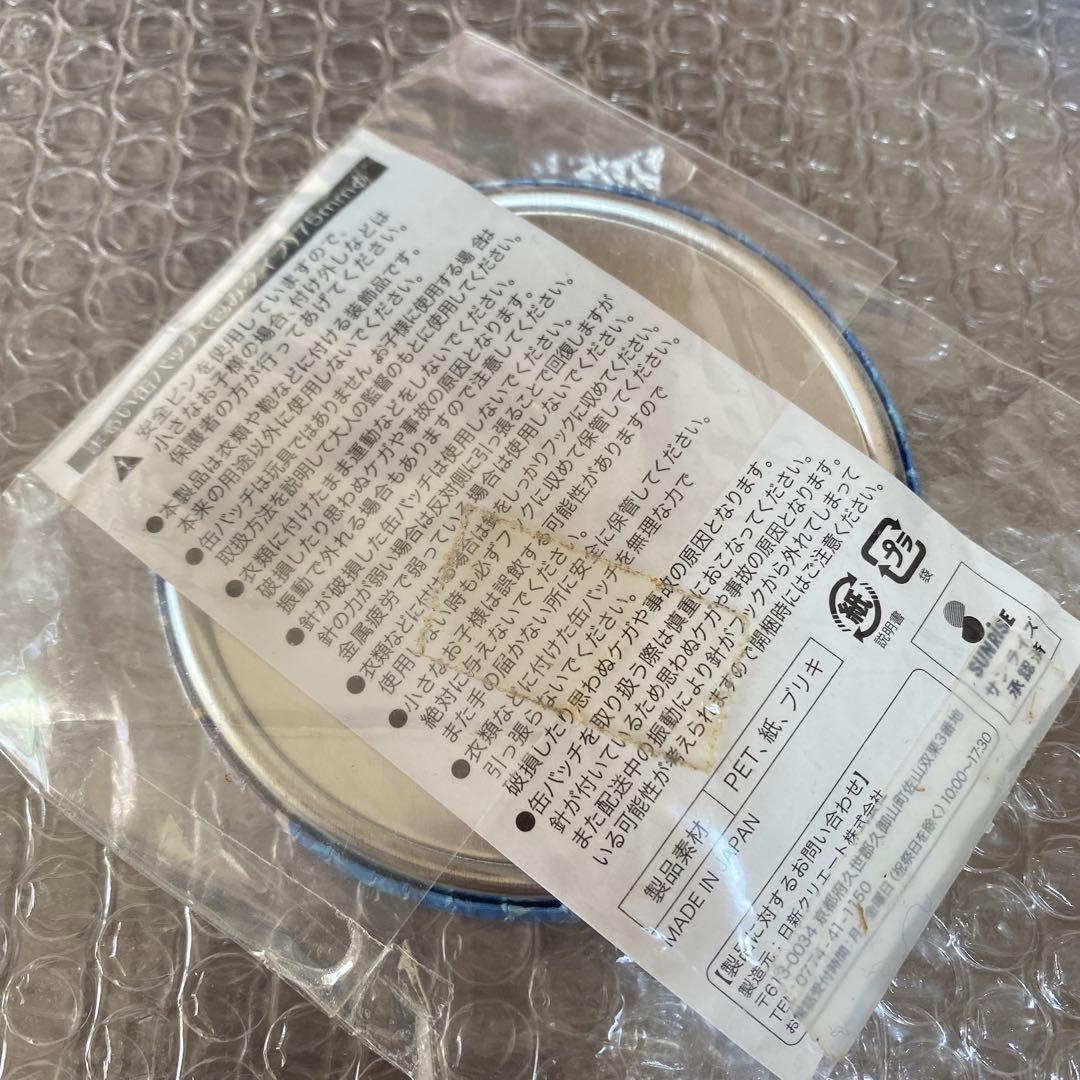 まるい缶バッチ(セッタイプ)75mmφ
安全ピンを使用していますので、
小さなお子様の場合、付け外しなどは
保護者の方が行ってあげてください。
●本製品は衣類や鞄などに付ける装飾品です。
本来の用途以外に使用しないでください。
●缶バッチは玩具ではありません。お子様に使用する場合は
取扱方法を説明して大人の監督のもとに使用してください。
●衣類に付けたまま運動などをしないでください。
破損したり思わぬケガや事故の原因となります。
振動で外れる場合もありますので注意してください。
●針が破損した缶バッチは使用しないでください。
針の力が弱い場合は反対側に引っ張ることで回復しますが
金属疲労で弱っている場合は使用しないでください。
●衣類などに付ける場合は針をしっかりフックに収めてください。
使用しない時も必ずフックに収めて保管してください。
●小さなお子様は誤飲する可能性がありますので
絶対に与えないでください。
また手の届かない所に安全に保管してください。
●衣類などに付けた缶バッチを無理な力で
引っ張らないでください。
破損したり思わぬケガや事故の原因となります。
●缶バッチを取り扱う際は慎重におこなってください。
針が付いているため思わぬケガや事故の原因となります。
また配送中の振動により針がフックから外れてしまって
いる可能性が考えられますので開梱時にはご注意ください。
製品素材 PET、紙、ブリキ
MADE IN JAPAN
紙
説明書
プラ
袋
SUNRISE
サンライズ
承認済
【製品に対するお問い合わせ】
製造元:日新クリエート株式会社
〒613-0034 京都府久世郡久御山町佐山双栗3番地
TEL 0774-41-1150
お電話受付時間:月~金曜日(祝祭日を除く)10:00~17:30